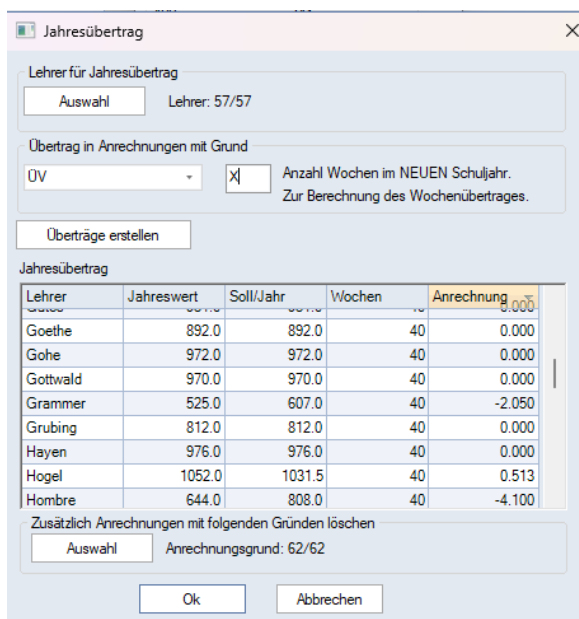 Jahresübertrag
Lehrer für Jahresübertrag
Auswahl Lehrer: 57/57
Übertrag in Anrechnungen mit Grund
ÜV X Anzahl Wochen im NEUEN Schuljahr.
Zur Berechnung des Wochenübertrages.
Überträge erstellen
Jahresübertrag
Lehrer Jahreswert Soll/Jahr Wochen Anrechnung
Goethe 892.0 892.0 40 0.000
Gohe 972.0 972.0 40 0.000
Gottwald 970.0 970.0 40 0.000
Grammer 525.0 607.0 40 -2.050
Grubing 812.0 812.0 40 0.000
Hayen 976.0 976.0 40 0.000
Hogel 1052.0 1031.5 40 0.513
Hombre 644.0 808.0 40 -4.100
Zusätzlich Anrechnungen mit folgenden Gründen löschen
Auswahl Anrechnungsgrund: 62/62
Ok Abbrechen